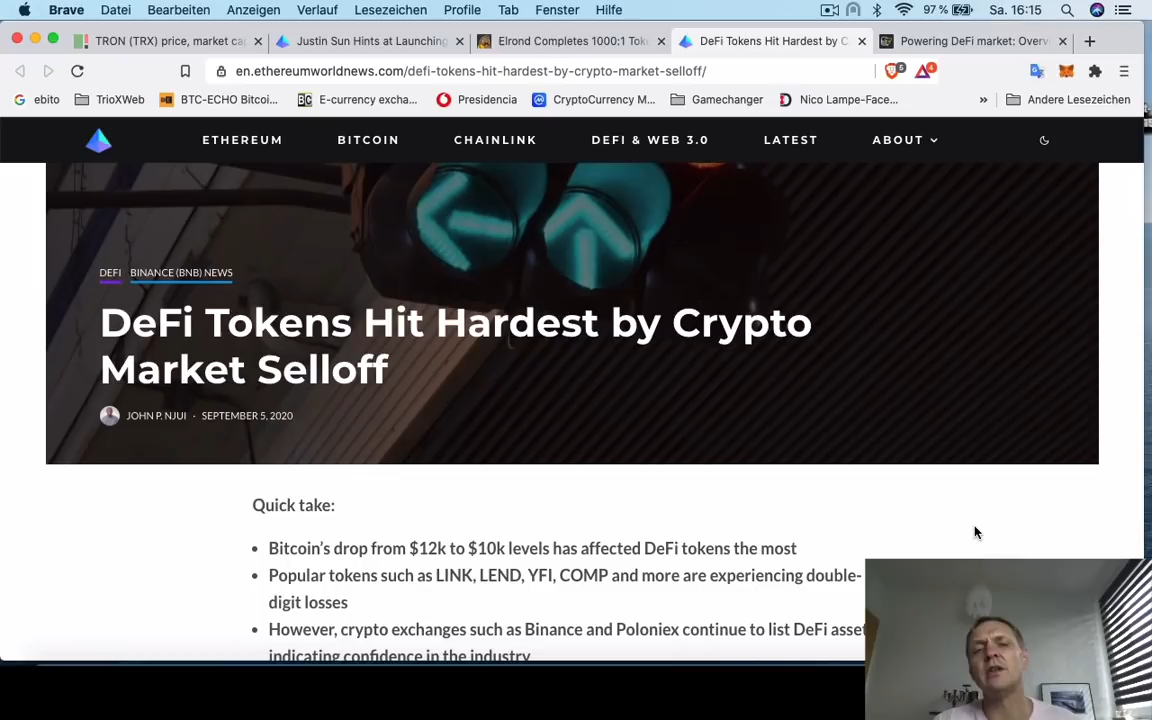 Brave Datei Bearbeiten Anzeigen Verlauf Lesezeichen Profile Tab Fenster Hilfe 97 % Sa. 16:15
TRON (TRX) price, market ca Justin Sun Hints at Launching Elrond Completes 1000:1 Tok DeFi Tokens Hit Hardest by C Powering DeFi market: Overv
en.ethereumworldnews.com/defi-tokens-hit-hardest-by-crypto-market-selloff/ 5 4
ebito TrioXWeb BTC-ECHO Bitcoi... E-currency excha... Presidencia CryptoCurrency M... Gamechanger Nico Lampe-Face... » Andere Lesezeichen
ETHEREUM BITCOIN CHAINLINK DEFI & WEB 3.0 LATEST ABOUT
DEFI BINANCE (BNB) NEWS
DeFi Tokens Hit Hardest by Crypto
Market Selloff
JOHN P. NJUI · SEPTEMBER 5, 2020
Quick take:
• Bitcoin’s drop from $12k to $10k levels has affected DeFi tokens the most
• Popular tokens such as LINK, LEND, YFI, COMP and more are experiencing double-
digit losses
• However, crypto exchanges such as Binance and Poloniex continue to list DeFi asset
indicating confidence in the industry